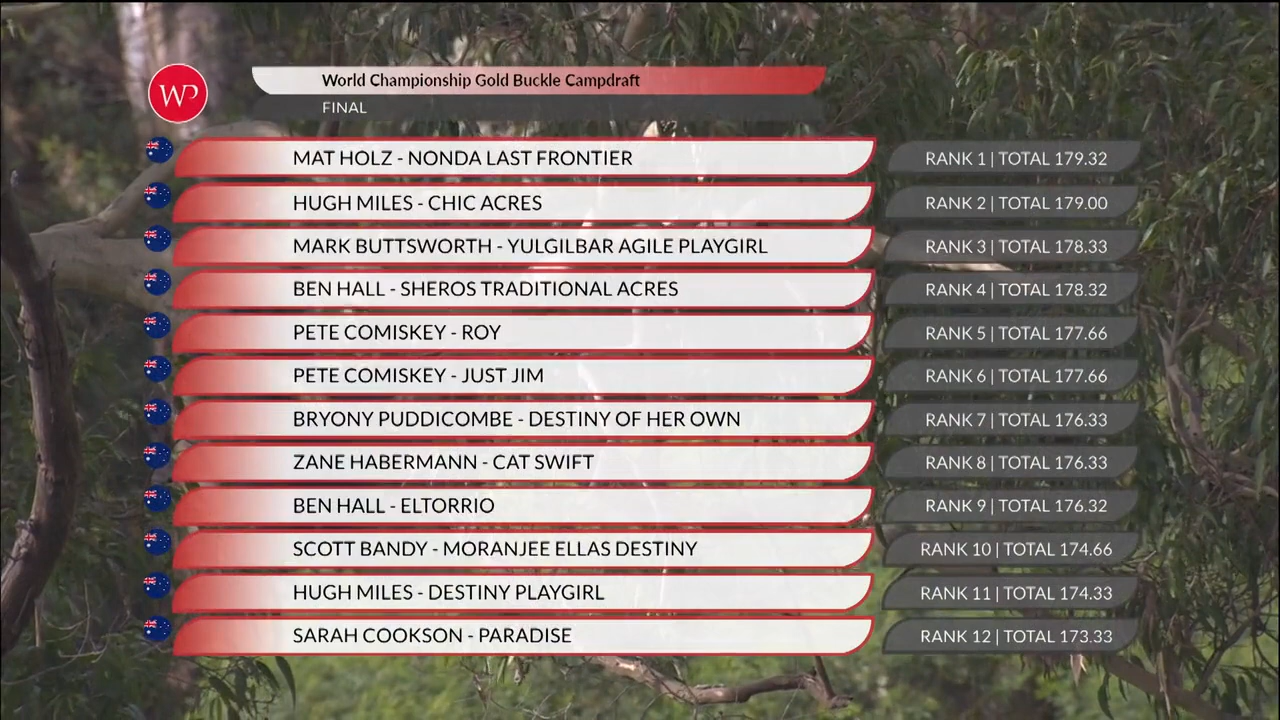 WP
World Championship Gold Buckle Campdraft
FINAL
MAT HOLZ - NONDA LAST FRONTIER RANK 1 | TOTAL 179.32
HUGH MILES - CHIC ACRES RANK 2 | TOTAL 179.00
MARK BUTTSWORTH - YULGILBAR AGILE PLAYGIRL RANK 3 | TOTAL 178.33
BEN HALL - SHEROS TRADITIONAL ACRES RANK 4 | TOTAL 178.32
PETE COMISKEY - ROY RANK 5 | TOTAL 177.66
PETE COMISKEY - JUST JIM RANK 6 | TOTAL 177.66
BRYONY PUDDICOMBE - DESTINY OF HER OWN RANK 7 | TOTAL 176.33
ZANE HABERMANN - CAT SWIFT RANK 8 | TOTAL 176.33
BEN HALL - ELTORRIO RANK 9 | TOTAL 176.32
SCOTT BANDY - MORANJEE ELLAS DESTINY RANK 10 | TOTAL 174.66
HUGH MILES - DESTINY PLAYGIRL RANK 11 | TOTAL 174.33
SARAH COOKSON - PARADISE RANK 12 | TOTAL 173.33